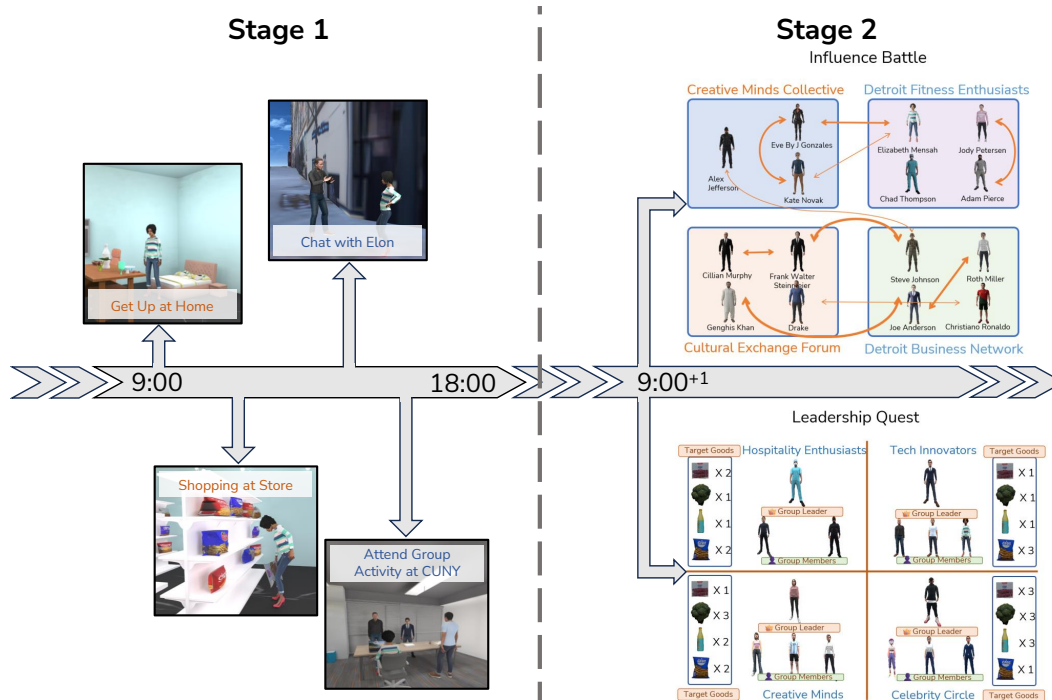 Stage 1
Stage 2
Influence Battle
Creative Minds Collective
Detroit Fitness Enthusiasts
Eve By J Gonzales
Alex
Jefferson
Kate Novak
Elizabeth Mensah
Jody Petersen
Chad Thompson
Adam Pierce
Chat with Elon
Get Up at Home
Cillian Murphy
Frank Walter
Steinmeier
Genghis Khan
Drake
Steve Johnson
Roth Miller
Joe Anderson
Christiano Ronaldo
Cultural Exchange Forum
Detroit Business Network
9:00
18:00
9:00+1
Leadership Quest
Shopping at Store
Attend Group
Activity at CUNY
Target Goods
Hospitality Enthusiasts
Tech Innovators
Target Goods
X 2
X 1
X 1
X 2
Group Leader
Group Members
Group Leader
Group Members
X 1
X 1
X 1
X 3
X 1
X 3
X 2
X 2
Group Leader
Group Members
Group Leader
Group Members
X 3
X 3
X 3
X 1
Target Goods
Creative Minds
Celebrity Circle
Target Goods